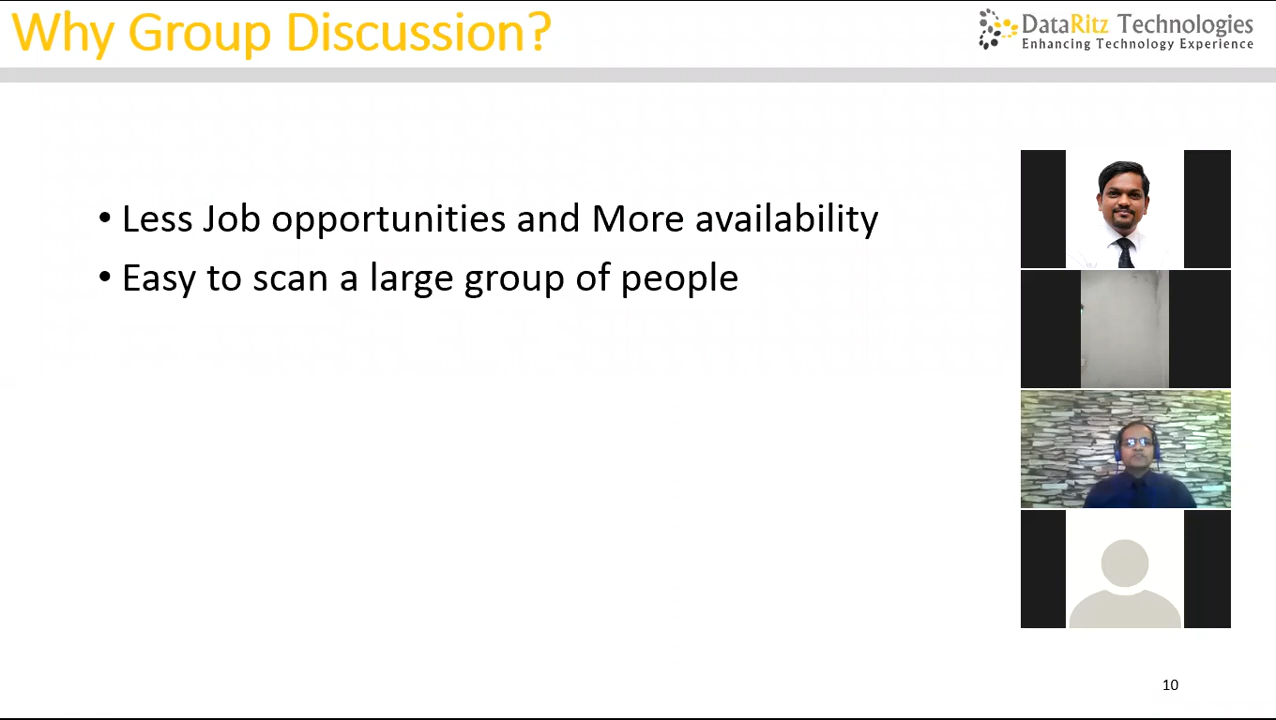 Why Group Discussion?
DataRitz Technologies
Enhancing Technology Experience
• Less Job opportunities and More availability
• Easy to scan a large group of people
10